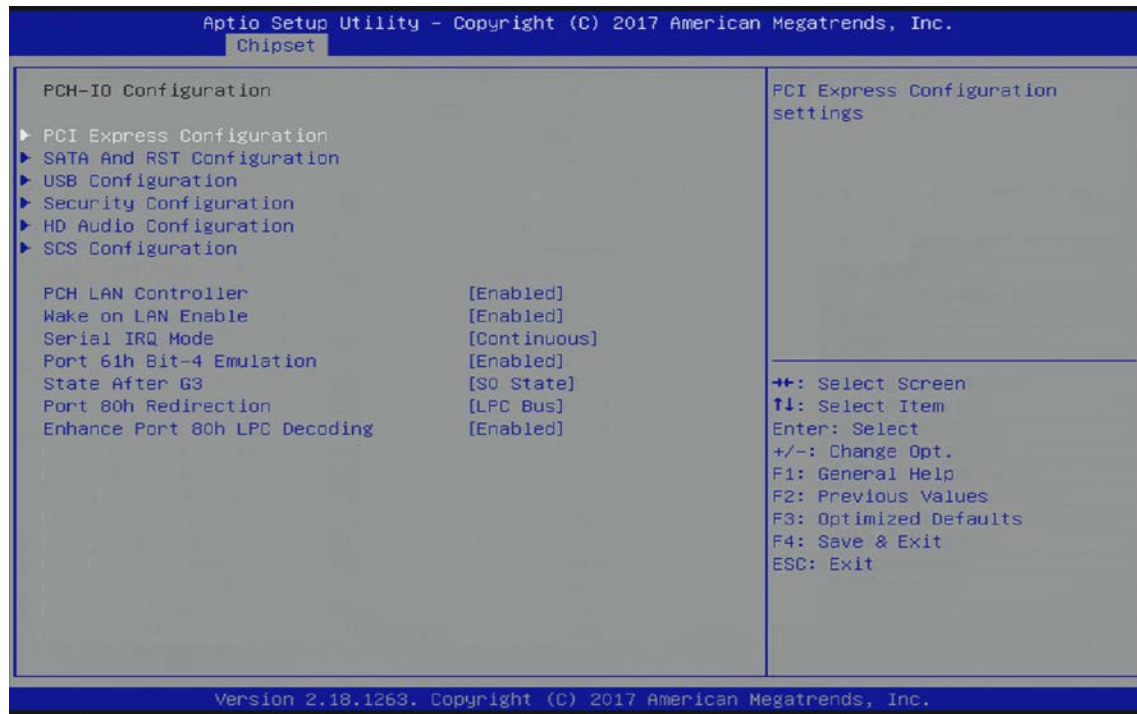 Aptio Setup Utility – Copyright (C) 2017 American Megatrends, Inc.
Chipset
PCH-IO Configuration
▶ PCI Express Configuration
▶ SATA And RST Configuration
▶ USB Configuration
▶ Security Configuration
▶ HD Audio Configuration
▶ SCS Configuration
PCH LAN Controller [Enabled]
Wake on LAN Enable [Enabled]
Serial IRQ Mode [Continuous]
Port 61h Bit-4 Emulation [Enabled]
State After G3 [S0 State]
Port 80h Redirection [LPC Bus]
Enhance Port 80h LPC Decoding [Enabled]
PCI Express Configuration
settings
→←: Select Screen
↑↓: Select Item
Enter: Select
+/-: Change Opt.
F1: General Help
F2: Previous Values
F3: Optimized Defaults
F4: Save & Exit
ESC: Exit
Version 2.18.1263. Copyright (C) 2017 American Megatrends, Inc.